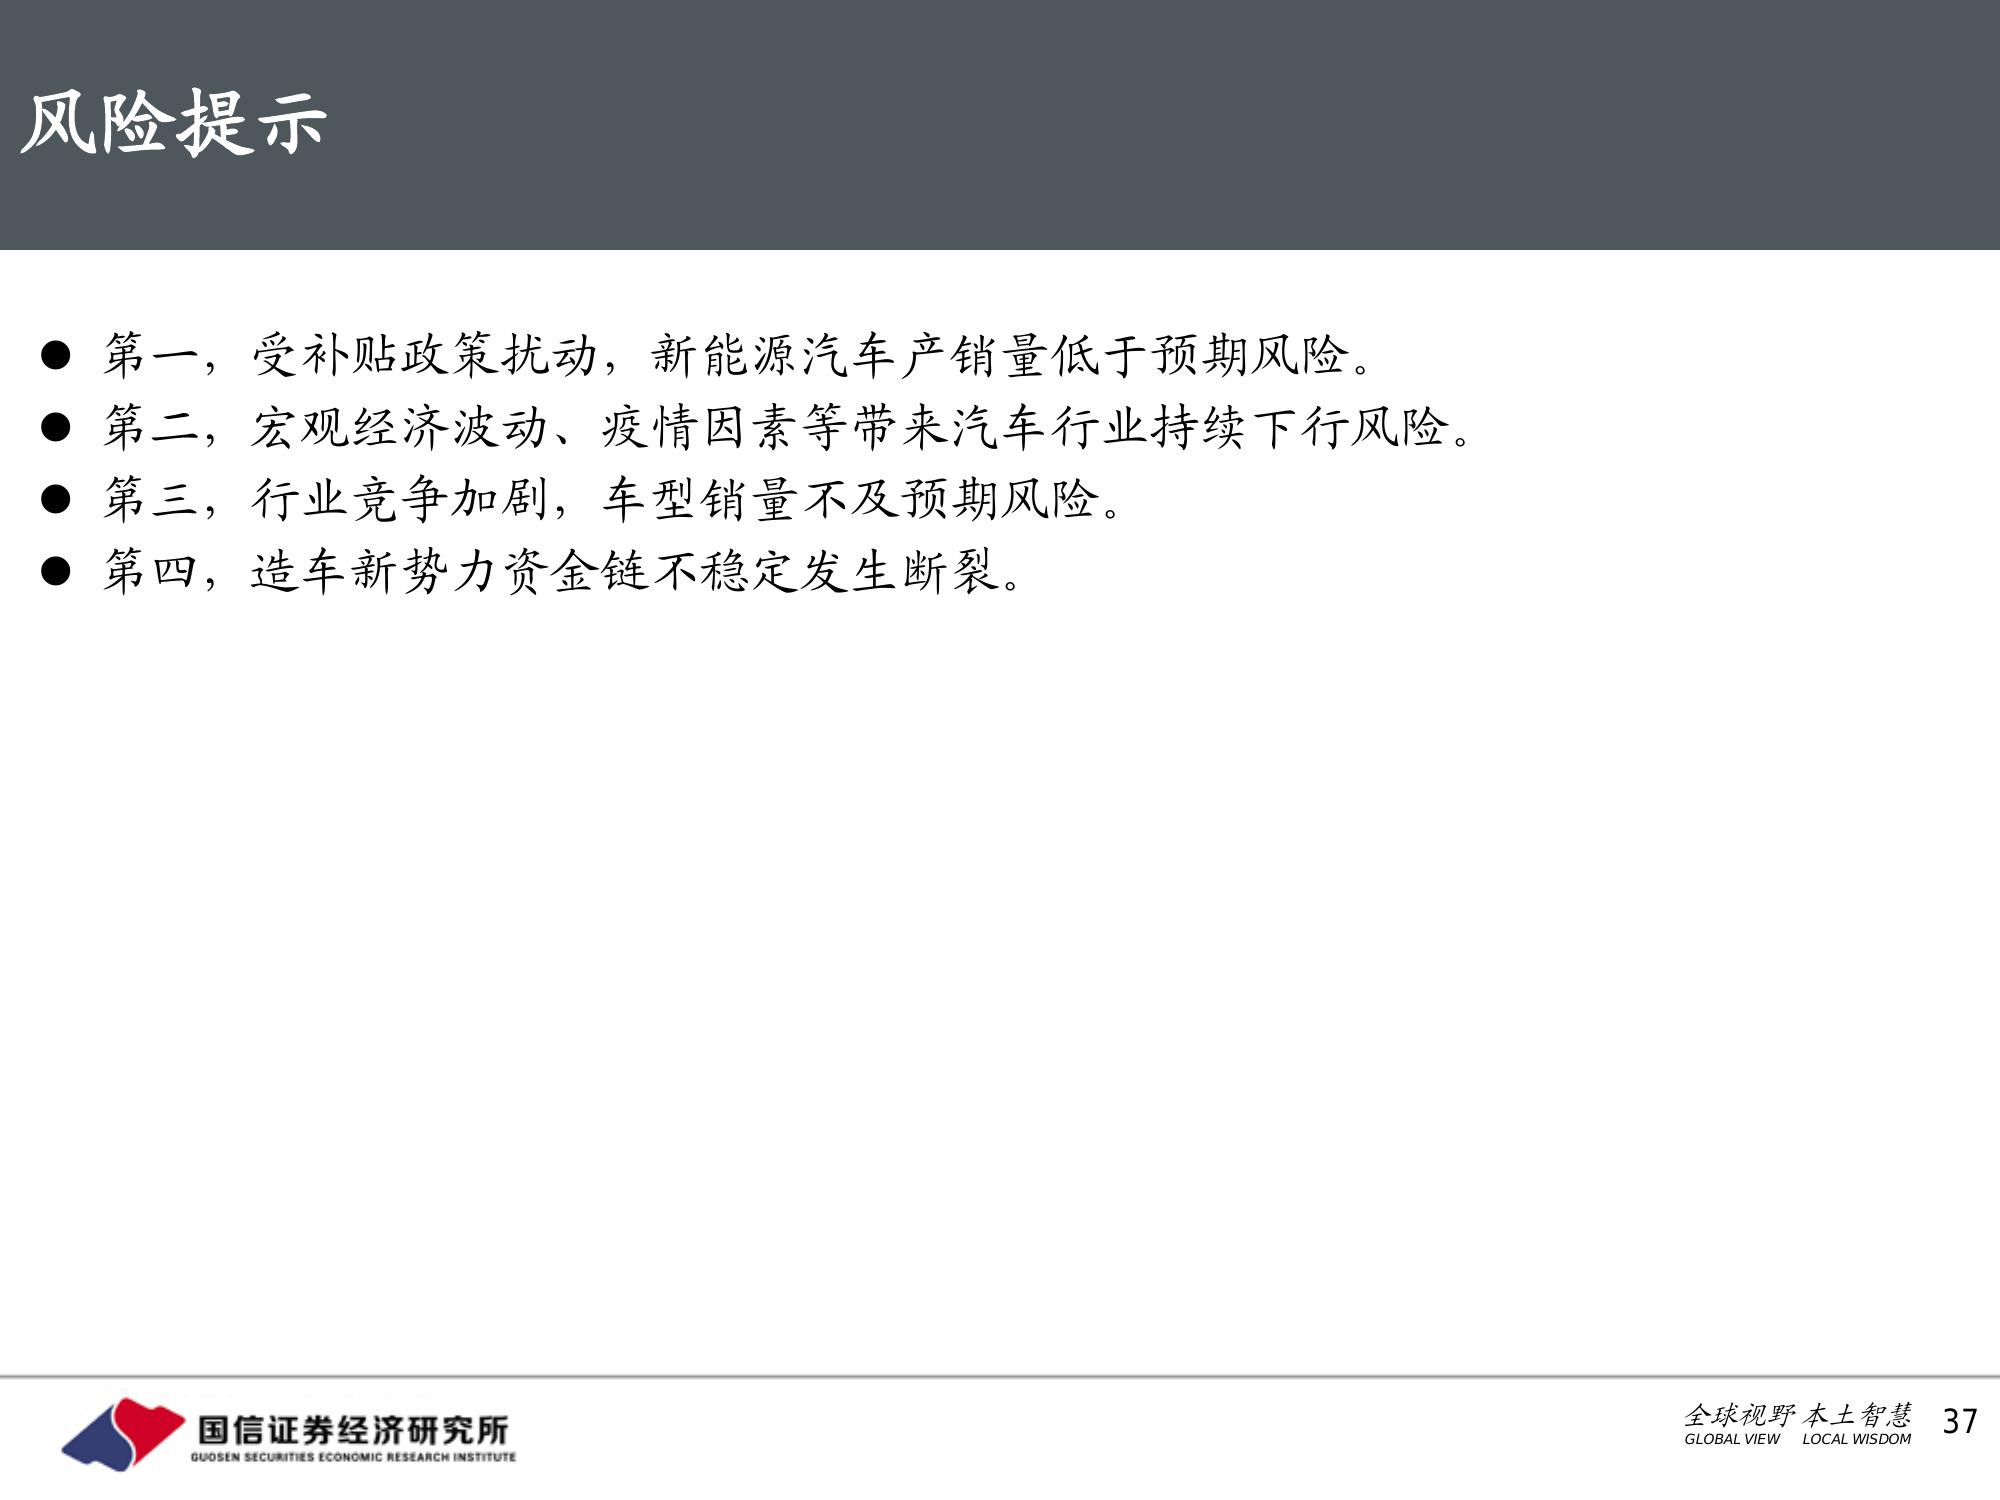 风险提示
● 第一，受补贴政策扰动，新能源汽车产销量低于预期风险。
● 第二，宏观经济波动、疫情因素等带来汽车行业持续下行风险。
● 第三，行业竞争加剧，车型销量不及预期风险。
● 第四，造车新势力资金链不稳定发生断裂。
国信证券经济研究所
GUOSEN SECURITIES ECONOMIC RESEARCH INSTITUTE
全球视野 本土智慧
GLOBAL VIEW LOCAL WISDOM
37